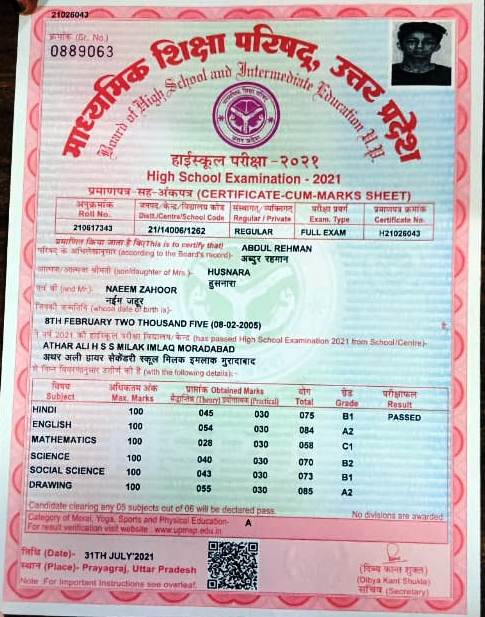 21026043
क्रमांक (Sr. No.)
0889063
माध्यमिक शिक्षा परिषद्, उत्तर प्रदेश
Board of High School and Intermediate Education U.P.
हाईस्कूल परीक्षा -२०२१
High School Examination - 2021
प्रमाणपत्र-सह-अंकपत्र (CERTIFICATE-CUM-MARKS SHEET)
अनुक्रमांक जनपद/केन्द्र/विद्यालय कोड संस्थागत/व्यक्तिगत परीक्षा प्रवर्ग प्रमाणपत्र क्रमांक
Roll No. Distt./Centre/School Code Regular / Private Exam. Type Certificate No.
210617343 21/14006/1262 REGULAR FULL EXAM H21026043
प्रमाणित किया जाता है कि(This is to certify that)
परिषद के अभिलेखानुसार (according to the Board's record)- ABDUL REHMAN
अब्दुर रहमान
आत्मज/आत्मजा श्रीमती (son/daughter of Mrs.)- HUSNARA
हुसनारा
एवं श्री (and Mr.)- NAEEM ZAHOOR
नईम जहूर
जिनकी जन्मतिथि (whose date of birth is)-
8TH FEBRUARY TWO THOUSAND FIVE (08-02-2005) है,
ने वर्ष 2021 की हाईस्कूल परीक्षा विद्यालय/केन्द्र (has passed High School Examination 2021 from School/Centre)-
ATHAR ALI H S S MILAK IMLAQ MORADABAD
अथर अली हायर सेकेंडरी स्कूल मिलक इमलाक मुरादाबाद
से निम्न विवरणानुसार उत्तीर्ण की है (with the following details):-
विषय अधिकतम अंक प्राप्तांक Obtained Marks योग ग्रेड परीक्षाफल
Subject Max. Marks सैद्धान्तिक (Theory) प्रयोगात्मक (Practical) Total Grade Result
HINDI 100 045 030 075 B1 PASSED
ENGLISH 100 054 030 084 A2
MATHEMATICS 100 028 030 058 C1
SCIENCE 100 040 030 070 B2
SOCIAL SCIENCE 100 043 030 073 B1
DRAWING 100 055 030 085 A2
Candidate clearing any 05 subjects out of 06 will be declared pass. No divisions are awarded
Category of Moral, Yoga, Sports and Physical Education- A
For result verification visit website : www.upmsp.edu.in
तिथि (Date)- 31TH JULY'2021
स्थान (Place)- Prayagraj, Uttar Pradesh
Note :For Important Instructions see overleaf.
(दिव्य कान्त शुक्ल)
(Dibya Kant Shukla)
सचिव (Secretary)